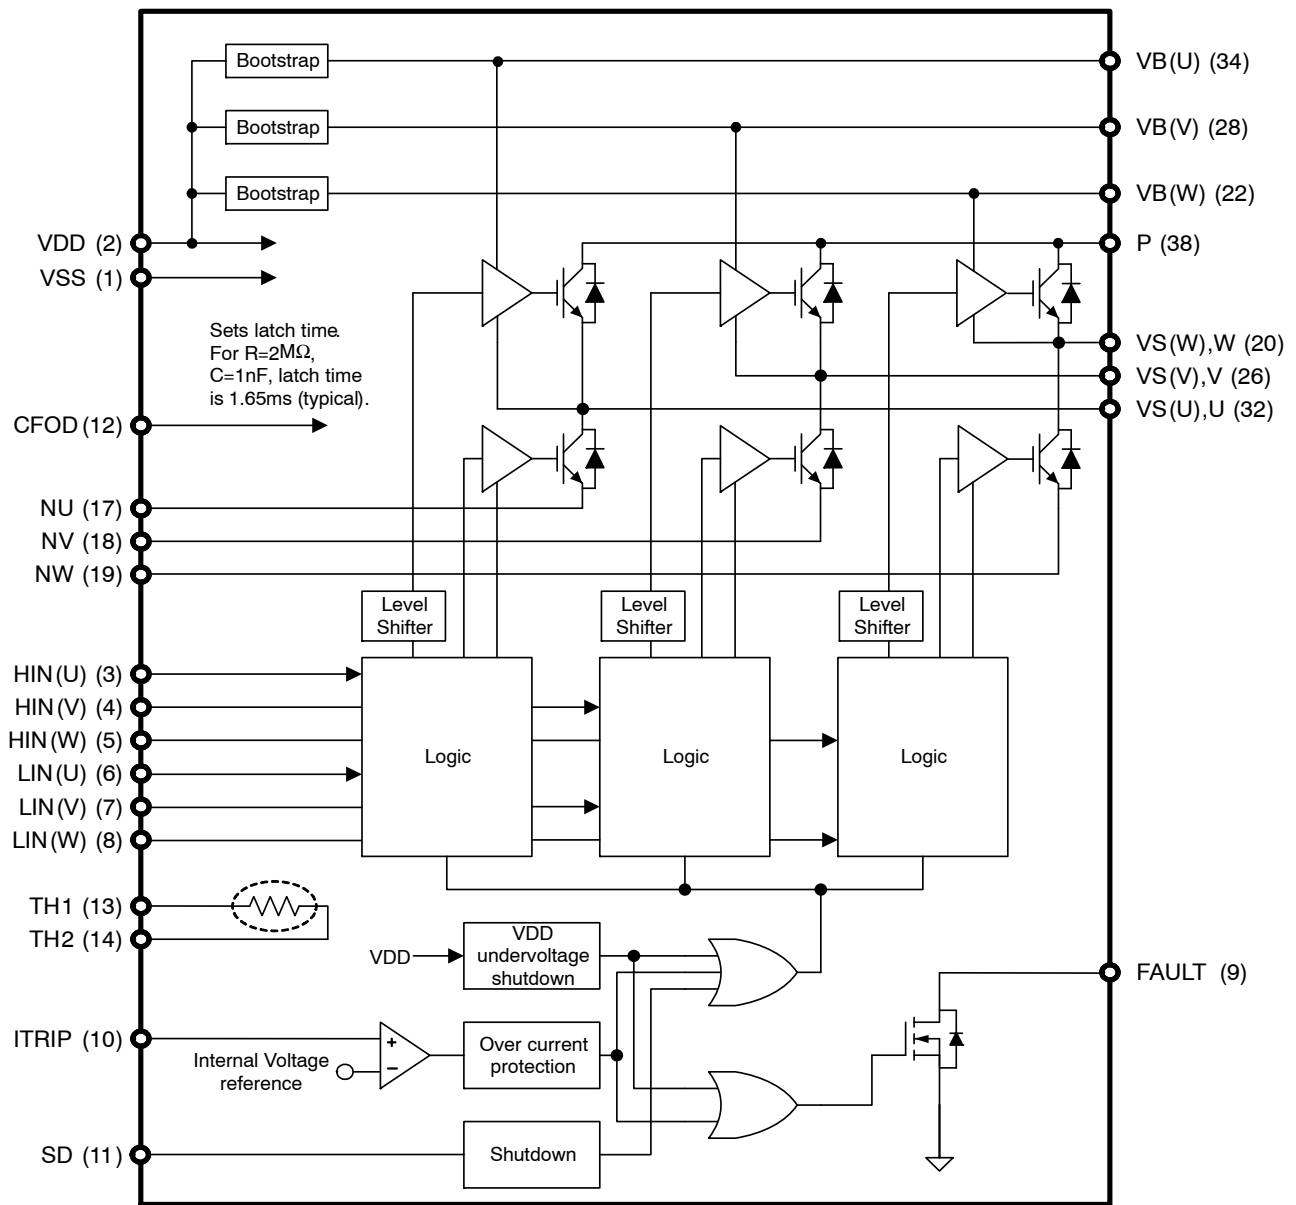 Bootstrap
VB(U) (34)
Bootstrap
VB(V) (28)
Bootstrap
VB(W) (22)
VDD (2)
P (38)
VSS (1)
Sets latch time.
For R=2MΩ,
C=1nF, latch time
is 1.65ms (typical).
VS(W),W (20)
VS(V),V (26)
VS(U),U (32)
CFOD (12)
NU (17)
NV (18)
NW (19)
Level
Shifter
Level
Shifter
Level
Shifter
HIN(U) (3)
HIN(V) (4)
HIN(W) (5)
LIN(U) (6)
LIN(V) (7)
LIN(W) (8)
Logic
Logic
Logic
TH1 (13)
TH2 (14)
VDD
VDD
undervoltage
shutdown
FAULT (9)
ITRIP (10)
+
−
Internal Voltage
reference
Over current
protection
SD (11)
Shutdown